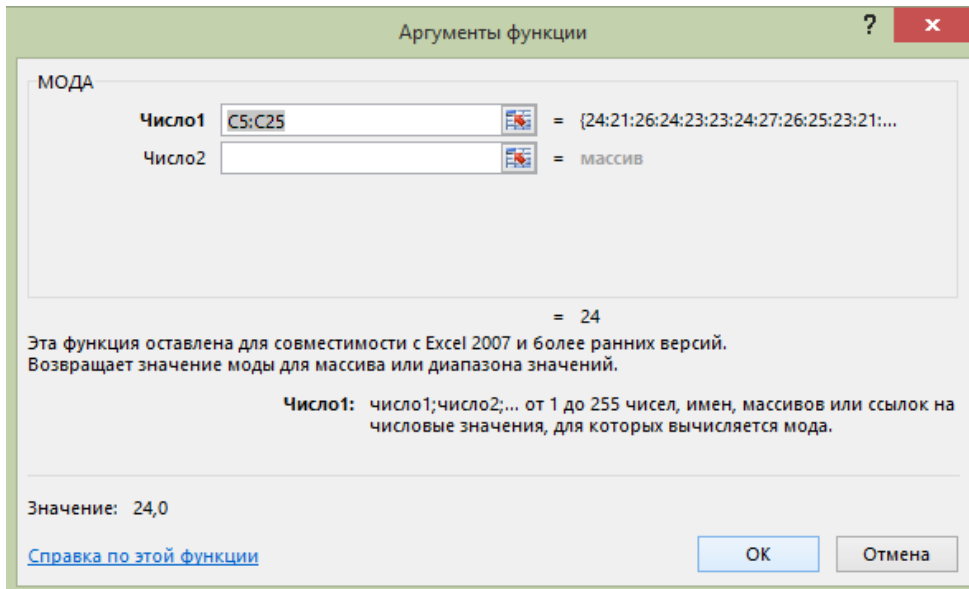 Аргументы функции ? x
МОДА
Число1 C5:C25 = {24:21:26:24:23:23:24:27:26:25:23:21:...
Число2 = массив
= 24
Эта функция оставлена для совместимости с Excel 2007 и более ранних версий.
Возвращает значение моды для массива или диапазона значений.
Число1: число1;число2;... от 1 до 255 чисел, имен, массивов или ссылок на
числовые значения, для которых вычисляется мода.
Значение: 24,0
Справка по этой функции ОК Отмена